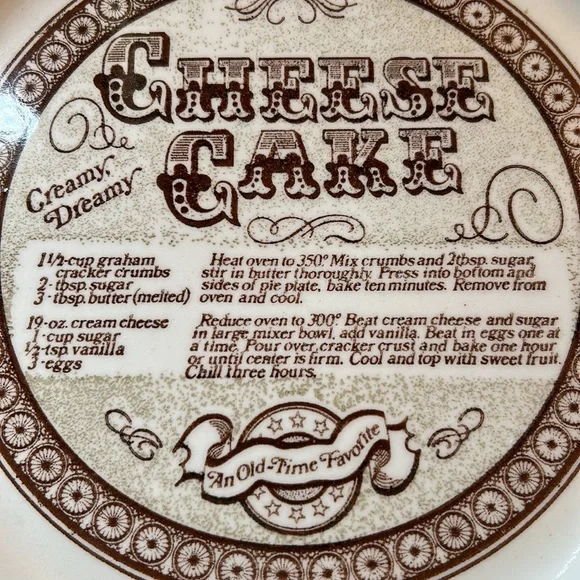 CHEESE
CAKE
Creamy,
Dreamy
1 1/2-cup graham
cracker crumbs
2-tbsp. sugar
3-tbsp. butter (melted)
Heat oven to 350° Mix crumbs and 2tbsp. sugar,
stir in butter thoroughly. Press into bottom and
sides of pie plate, bake ten minutes. Remove from
oven and cool.
19-oz. cream cheese
1-cup sugar
1/2-tsp. vanilla
3-eggs
Reduce oven to 300° Beat cream cheese and sugar
in large mixer bowl, add vanilla. Beat in eggs one at
a time. Pour over cracker crust and bake one hour
or until center is firm. Cool and top with sweet fruit.
Chill three hours.
An Old-Time Favorite